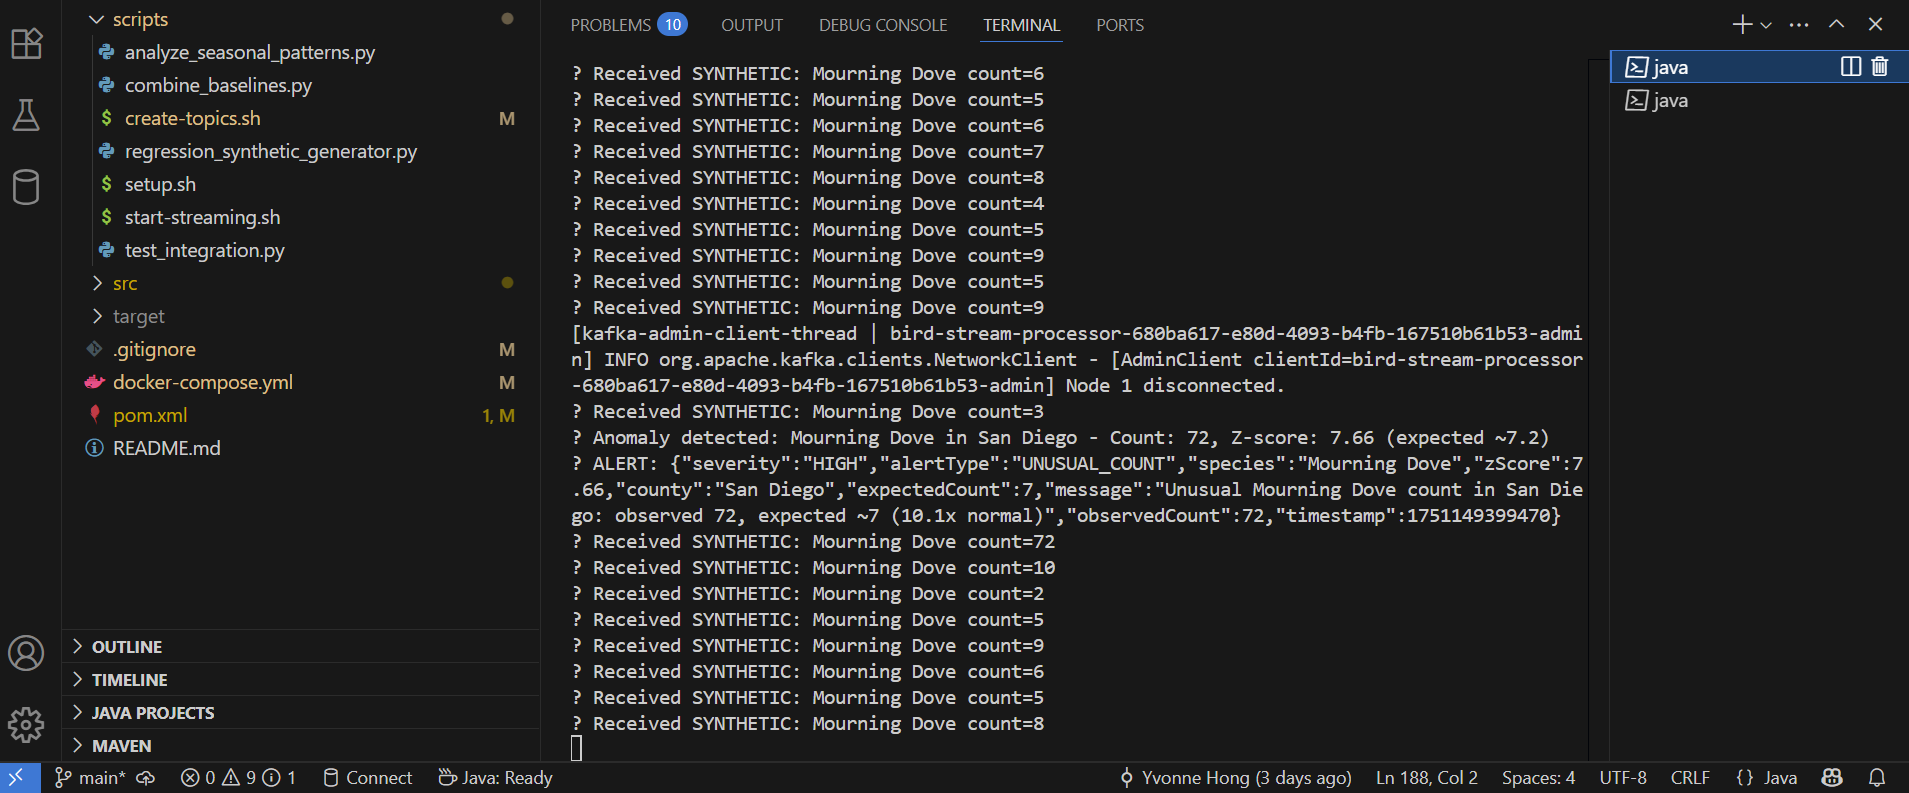 scripts
analyze_seasonal_patterns.py
combine_baselines.py
$ create-topics.sh M
regression_synthetic_generator.py
$ setup.sh
$ start-streaming.sh
test_integration.py
src
target
.gitignore M
docker-compose.yml M
pom.xml 1, M
README.md
OUTLINE
TIMELINE
JAVA PROJECTS
MAVEN
PROBLEMS 10 OUTPUT DEBUG CONSOLE TERMINAL PORTS
? Received SYNTHETIC: Mourning Dove count=6
? Received SYNTHETIC: Mourning Dove count=5
? Received SYNTHETIC: Mourning Dove count=6
? Received SYNTHETIC: Mourning Dove count=7
? Received SYNTHETIC: Mourning Dove count=8
? Received SYNTHETIC: Mourning Dove count=4
? Received SYNTHETIC: Mourning Dove count=5
? Received SYNTHETIC: Mourning Dove count=9
? Received SYNTHETIC: Mourning Dove count=5
? Received SYNTHETIC: Mourning Dove count=9
[kafka-admin-client-thread | bird-stream-processor-680ba617-e80d-4093-b4fb-167510b61b53-admi
n] INFO org.apache.kafka.clients.NetworkClient - [AdminClient clientId=bird-stream-processor
-680ba617-e80d-4093-b4fb-167510b61b53-admin] Node 1 disconnected.
? Received SYNTHETIC: Mourning Dove count=3
? Anomaly detected: Mourning Dove in San Diego - Count: 72, Z-score: 7.66 (expected ~7.2)
? ALERT: {"severity":"HIGH","alertType":"UNUSUAL_COUNT","species":"Mourning Dove","zScore":7
.66,"county":"San Diego","expectedCount":7,"message":"Unusual Mourning Dove count in San Die
go: observed 72, expected ~7 (10.1x normal)","observedCount":72,"timestamp":1751149399470}
? Received SYNTHETIC: Mourning Dove count=72
? Received SYNTHETIC: Mourning Dove count=10
? Received SYNTHETIC: Mourning Dove count=2
? Received SYNTHETIC: Mourning Dove count=5
? Received SYNTHETIC: Mourning Dove count=9
? Received SYNTHETIC: Mourning Dove count=6
? Received SYNTHETIC: Mourning Dove count=5
? Received SYNTHETIC: Mourning Dove count=8
java
java
main* 0 9 1 Connect Java: Ready Yvonne Hong (3 days ago) Ln 188, Col 2 Spaces: 4 UTF-8 CRLF {} Java